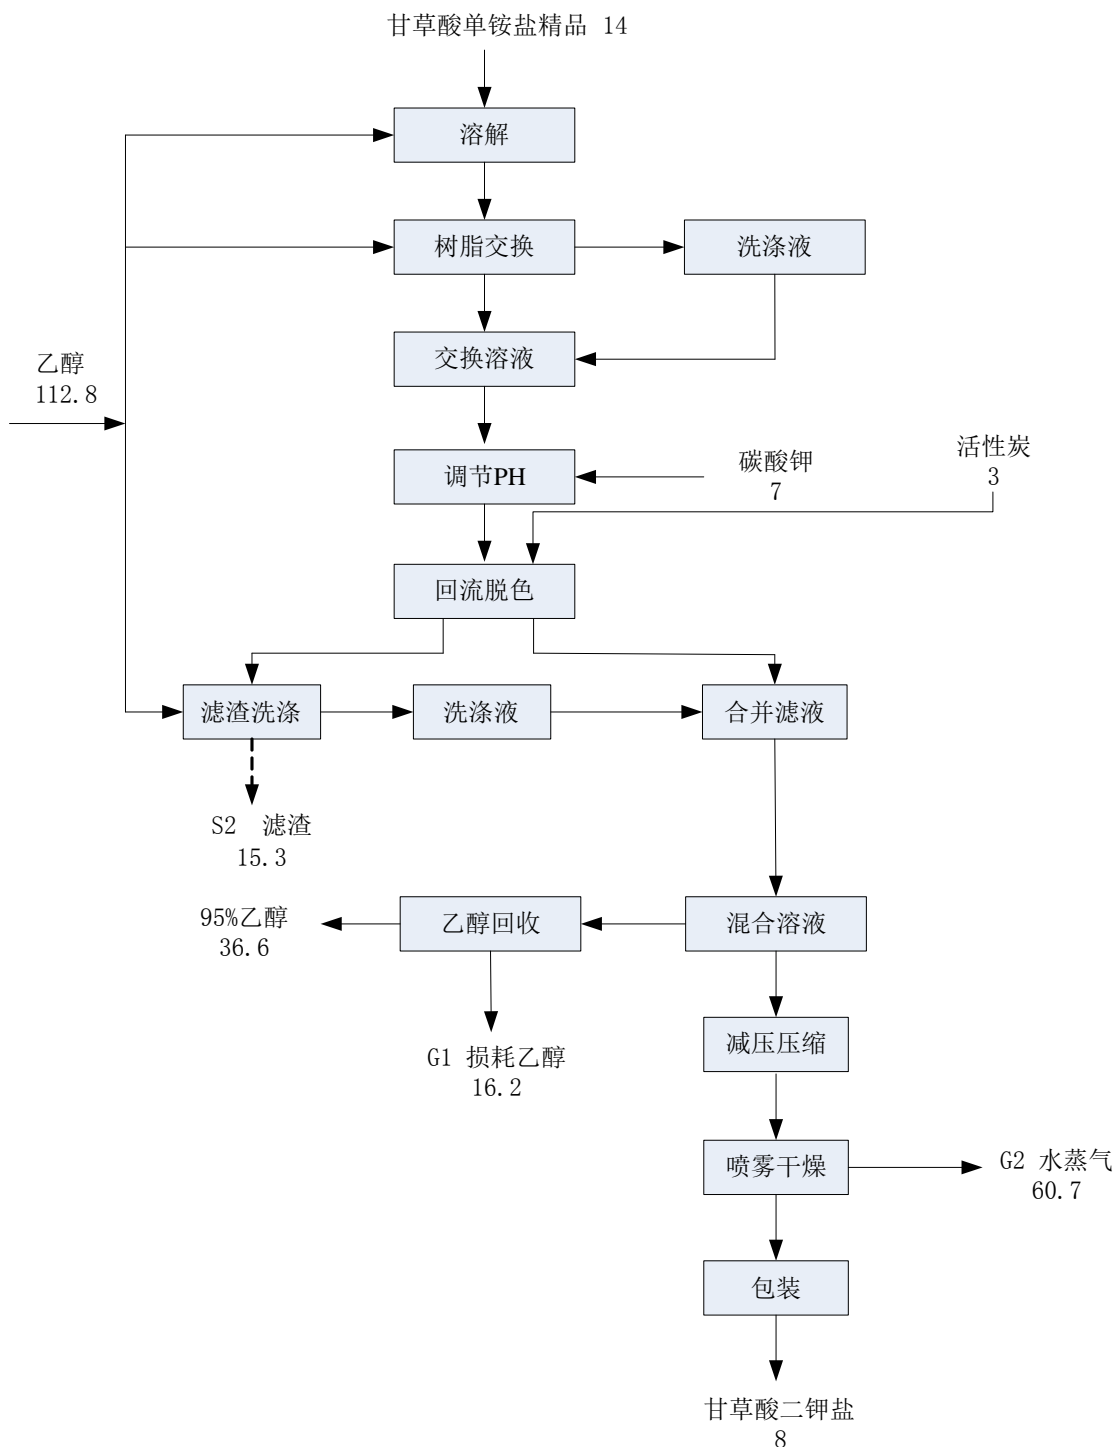 甘草酸单铵盐精品 14
溶解
树脂交换
洗涤液
交换溶液
乙醇
112.8
调节PH
碳酸钾
7
活性炭
3
回流脱色
滤渣洗涤
洗涤液
合并滤液
S2 滤渣
15.3
95%乙醇
36.6
乙醇回收
混合溶液
G1 损耗乙醇
16.2
减压压缩
喷雾干燥
G2 水蒸气
60.7
包装
甘草酸二钾盐
8